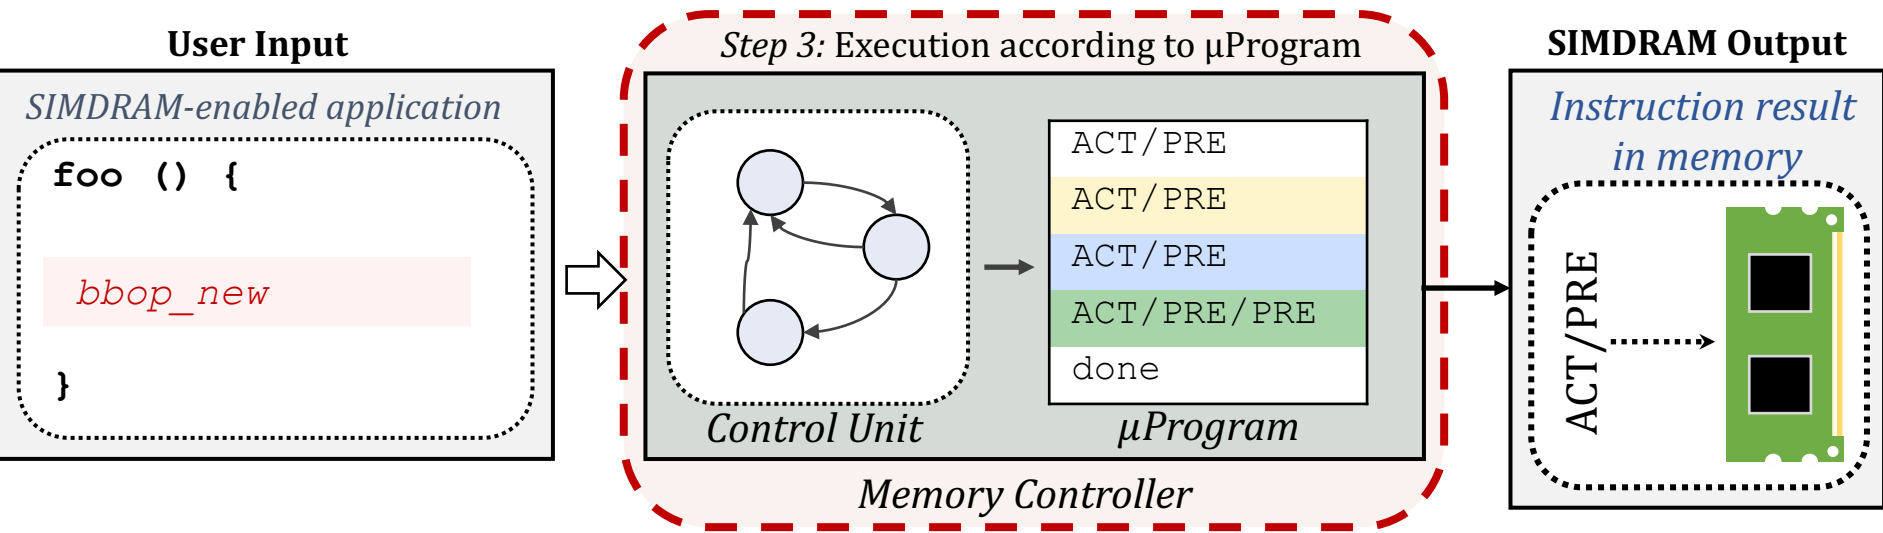 User Input
SIMDRAM-enabled application
foo () {
bbop_new
}
Step 3: Execution according to μProgram
Control Unit
ACT/PRE
ACT/PRE
ACT/PRE
ACT/PRE/PRE
done
μProgram
Memory Controller
SIMDRAM Output
Instruction result
in memory
ACT/PRE